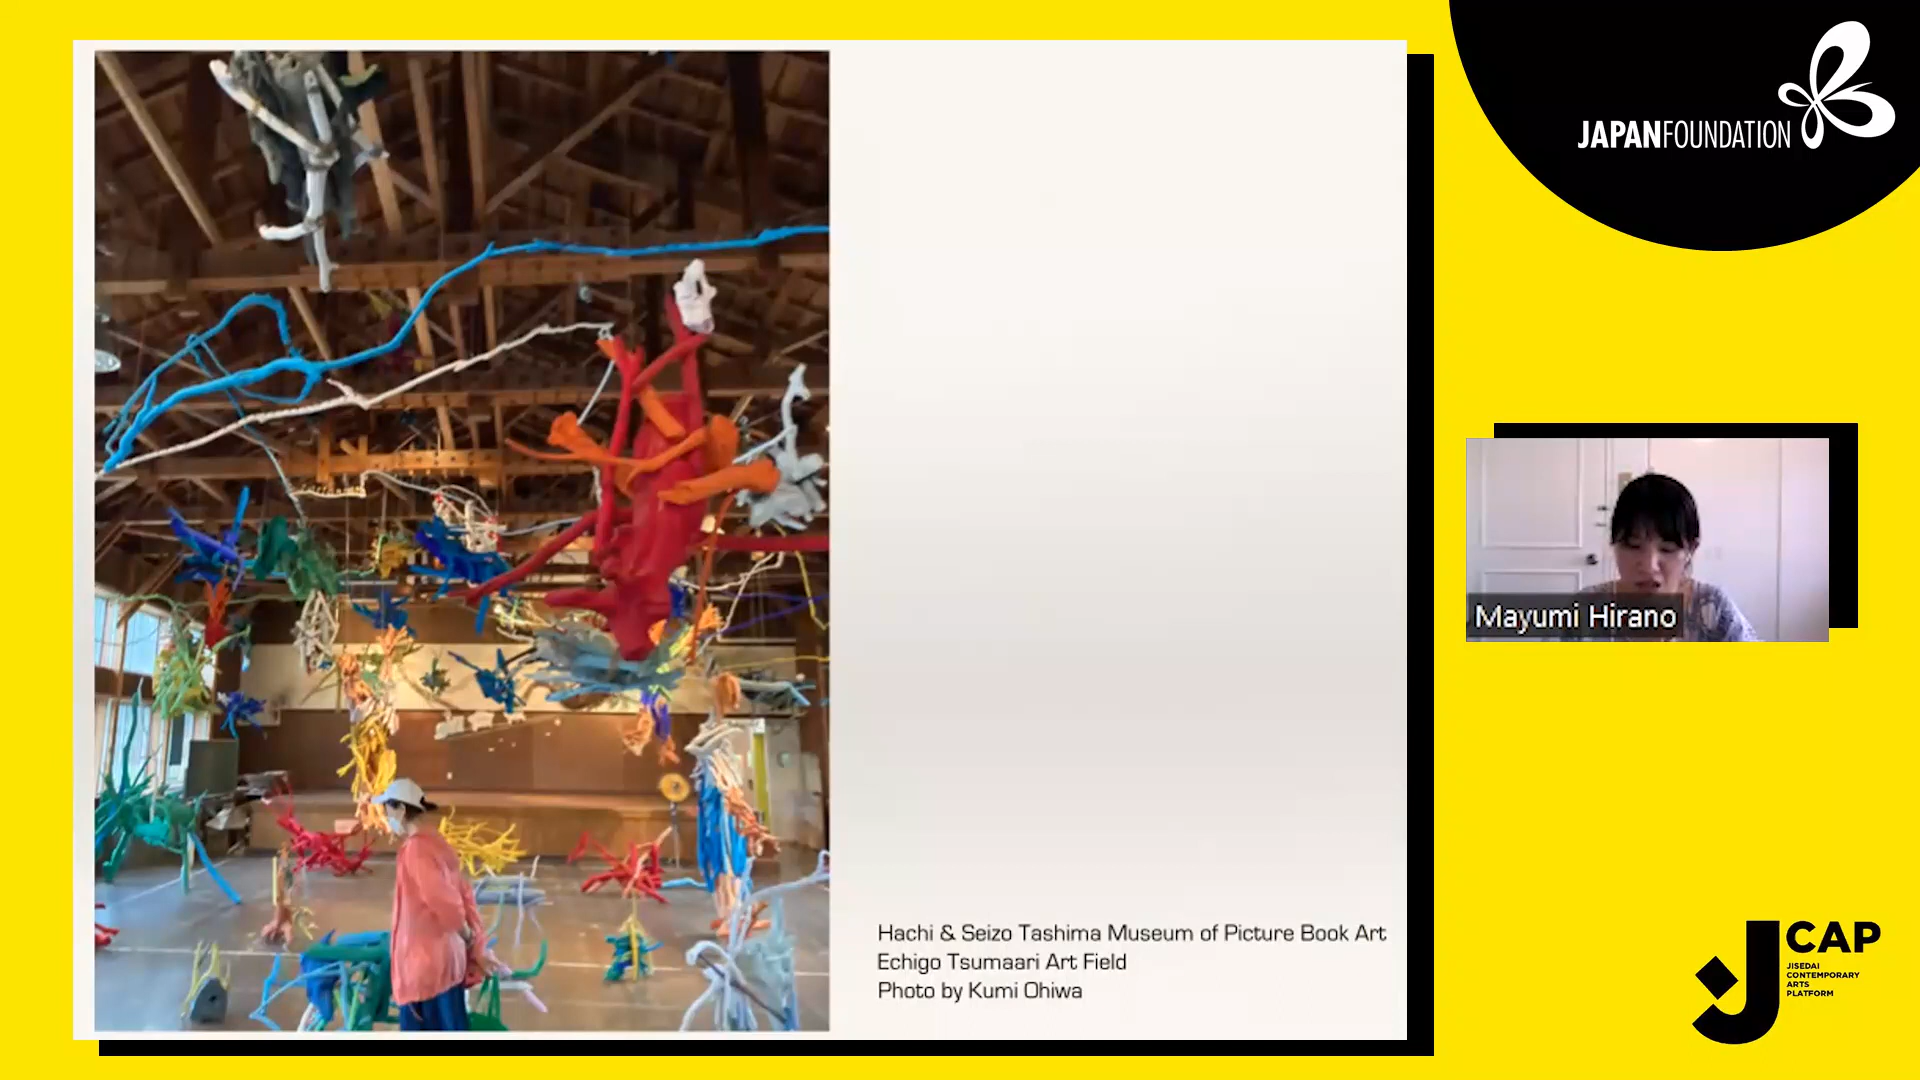 JAPANFOUNDATION
Mayumi Hirano
Hachi & Seizo Tashima Museum of Picture Book Art
Echigo Tsumaari Art Field
Photo by Kumi Ohiwa
CAP
JISEDAI
CONTEMPORARY
ARTS
PLATFORM